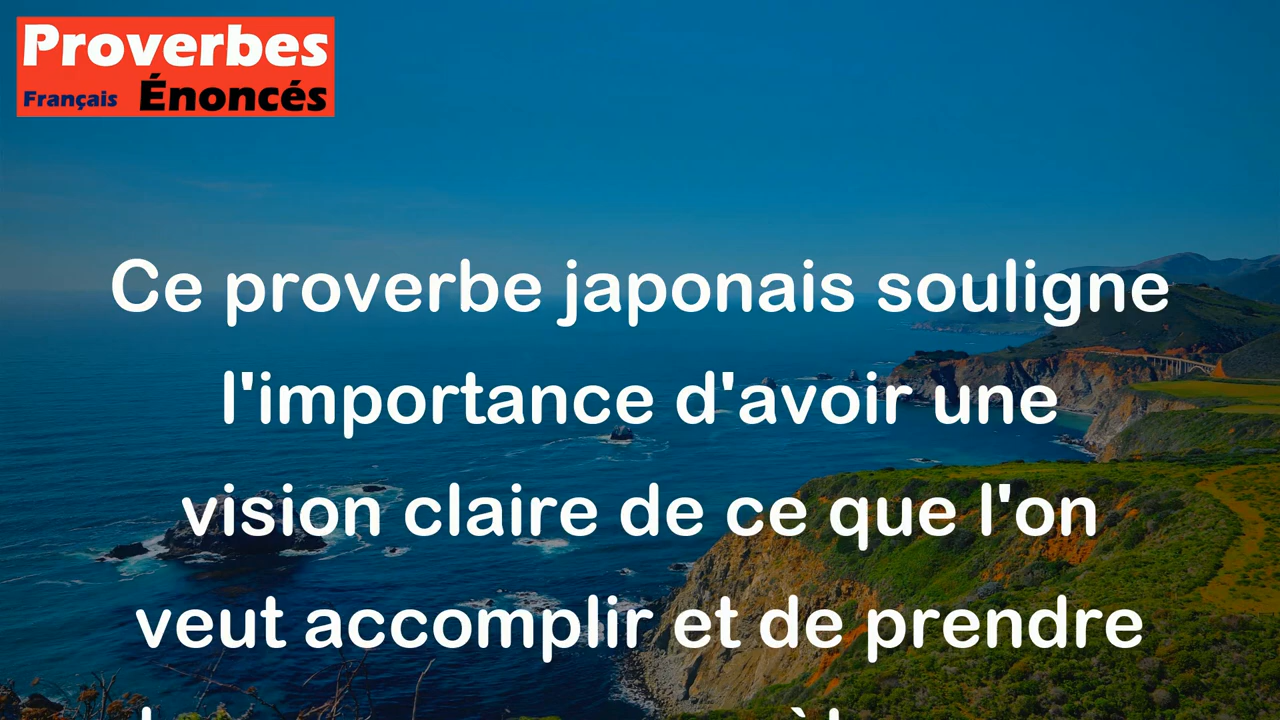 Proverbes
Français Énoncés
Ce proverbe japonais souligne
l'importance d'avoir une
vision claire de ce que l'on
veut accomplir et de prendre